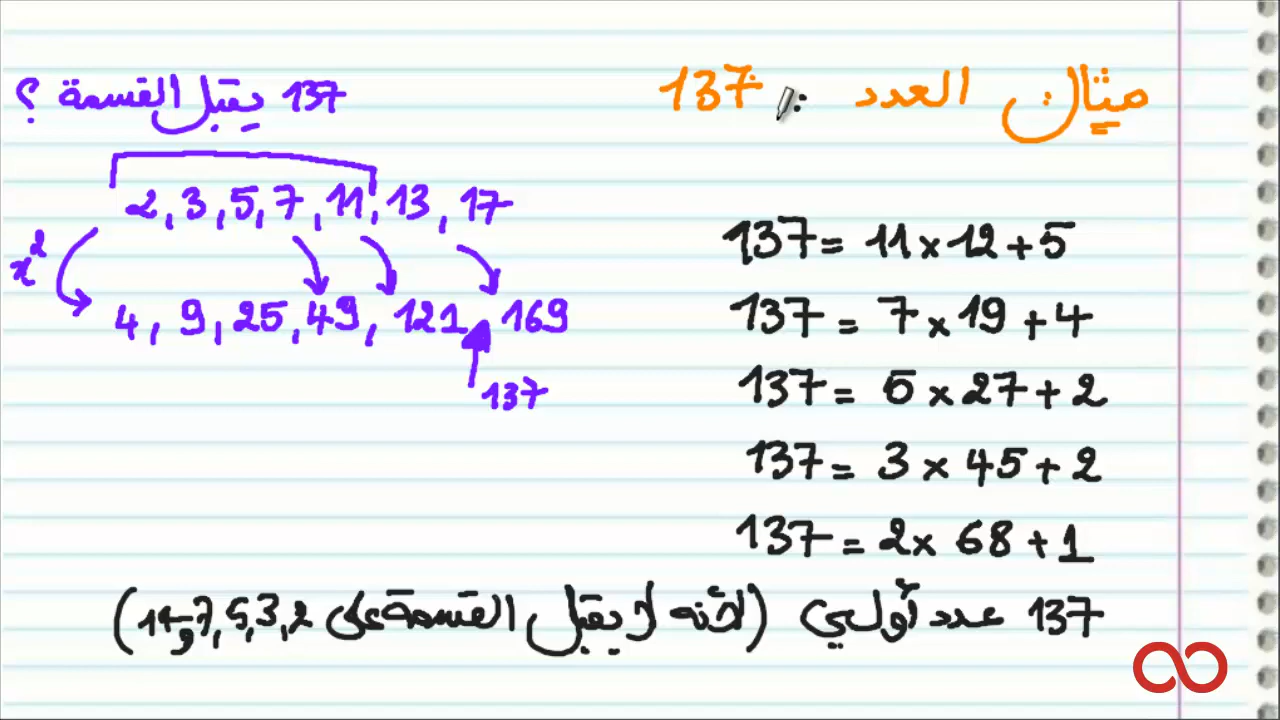 مثال : العدد 137
137 يقبل القسمة ؟
2, 3, 5, 7, 11, 13, 17
x²
4, 9, 25, 49, 121, 169
137
137 = 11 × 12 + 5
137 = 7 × 19 + 4
137 = 5 × 27 + 2
137 = 3 × 45 + 2
137 = 2 × 68 + 1
137 عدد أولي (لأنه لا يقبل القسمة على 2, 3, 5, 7 و 11)